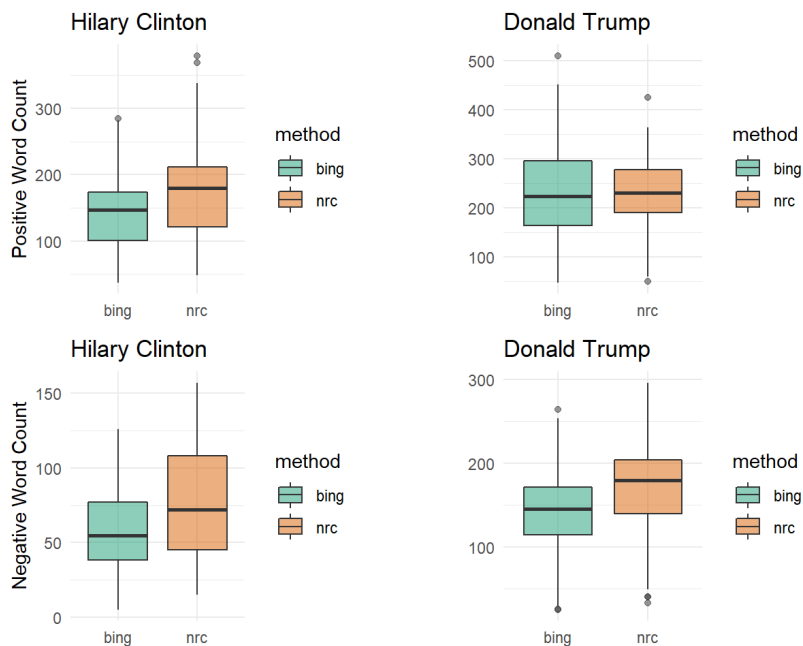 Hilary Clinton
Positive Word Count
300
200
100
bing
nrc
method
bing
nrc
Donald Trump
500
400
300
200
100
bing
nrc
method
bing
nrc
Hilary Clinton
Negative Word Count
150
100
50
0
bing
nrc
method
bing
nrc
Donald Trump
300
200
100
bing
nrc
method
bing
nrc